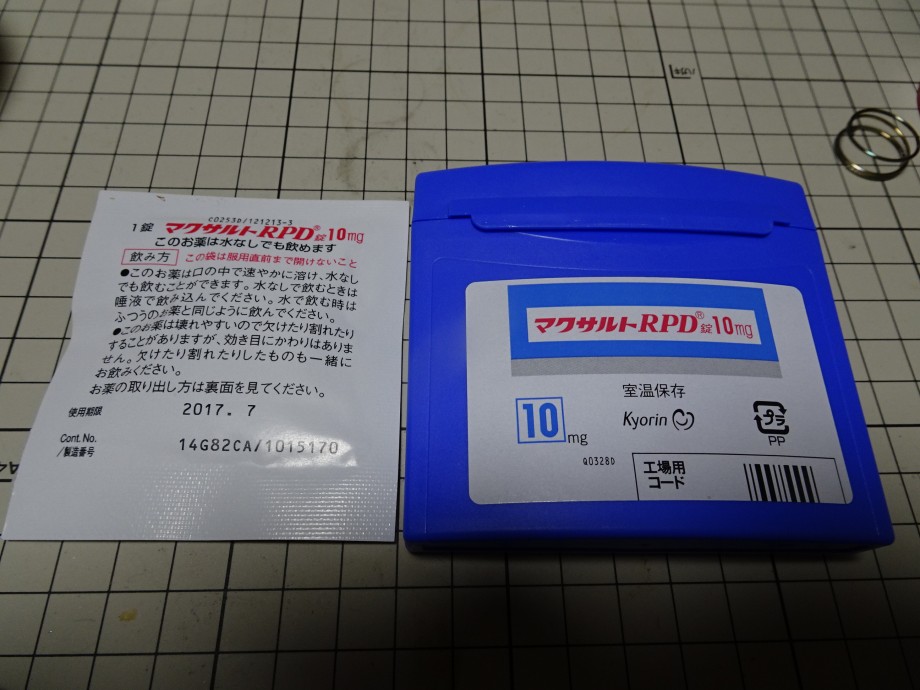 C0253D/121213-3
1錠 マクサルトRPD®錠10mg
このお薬は水なしでも飲めます
飲み方 この袋は服用直前まで開けないこと
●このお薬は口の中で速やかに溶け、水なし
でも飲むことができます。水なしで飲むときは
唾液で飲み込んでください。水で飲む時は
ふつうのお薬と同じように飲んでください。
●このお薬は壊れやすいので欠けたり割れたり
することがありますが、効き目にかわりはありま
せん。欠けたり割れたりしたものも一緒に
お飲みください。
お薬の取り出し方は裏面を見てください。
使用期限 2017. 7
Cont.No.
/製造番号 14G82CA/1015170
マクサルトRPD®錠10mg
室温保存
10mg
Kyorin
プラ
PP
Q0328D
工場用
コード
ハガキ
A4